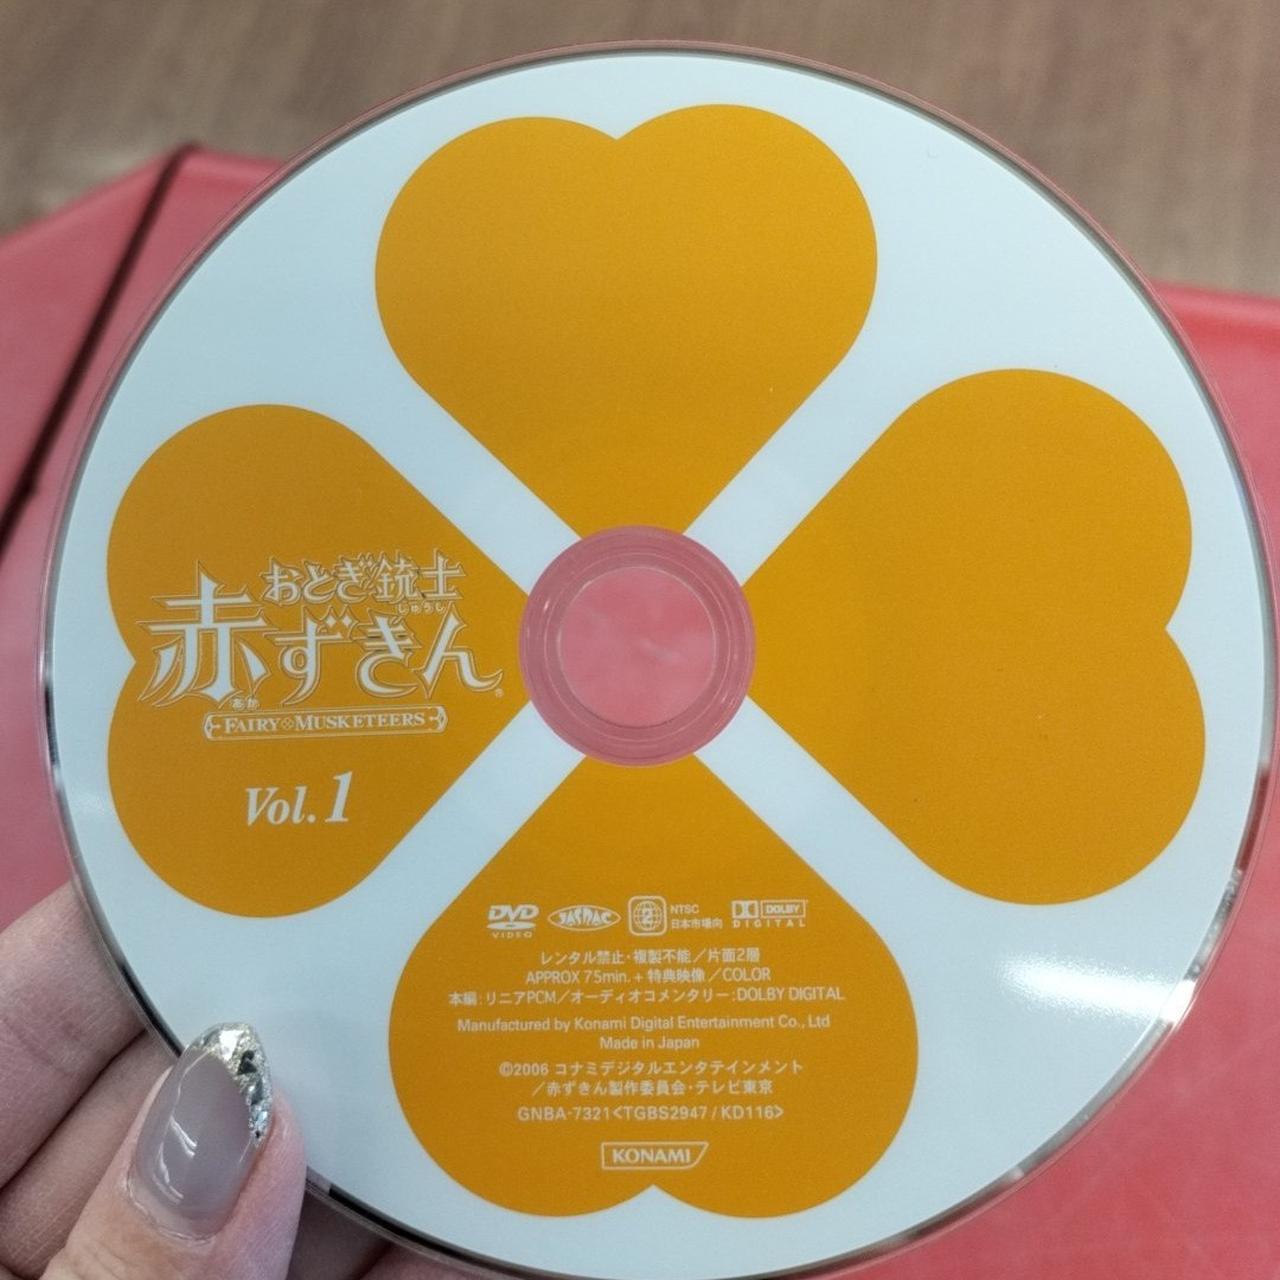 おとぎ銃士
じゅうし
赤ずきん®
あか
FAIRY MUSKETEERS
Vol.1
DVD VIDEO JASRAC 2 NTSC 日本市場向 DOLBY DIGITAL
レンタル禁止・複製不能／片面2層
APPROX 75min.+特典映像／COLOR
本編:リニアPCM／オーディオコメンタリー:DOLBY DIGITAL
Manufactured by Konami Digital Entertainment Co., Ltd
Made in Japan
©2006 コナミデジタルエンタテインメント
／赤ずきん製作委員会・テレビ東京
GNBA-7321<TGBS2947/KD116>
KONAMI